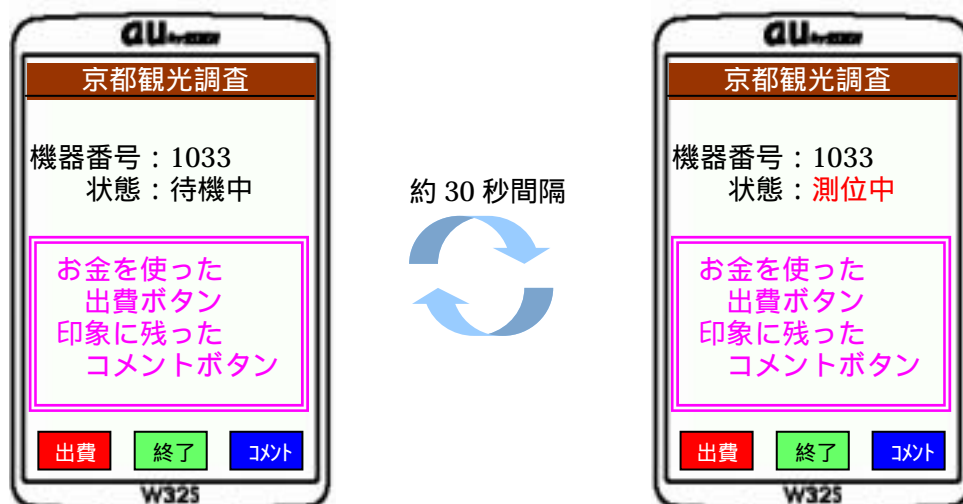 au
京都観光調査
機器番号：1033
状態：待機中
お金を使った
出費ボタン
印象に残った
コメントボタン
出費 終了 コメント
W32S
約 30 秒間隔
au
京都観光調査
機器番号：1033
状態：測位中
お金を使った
出費ボタン
印象に残った
コメントボタン
出費 終了 コメント
W32S